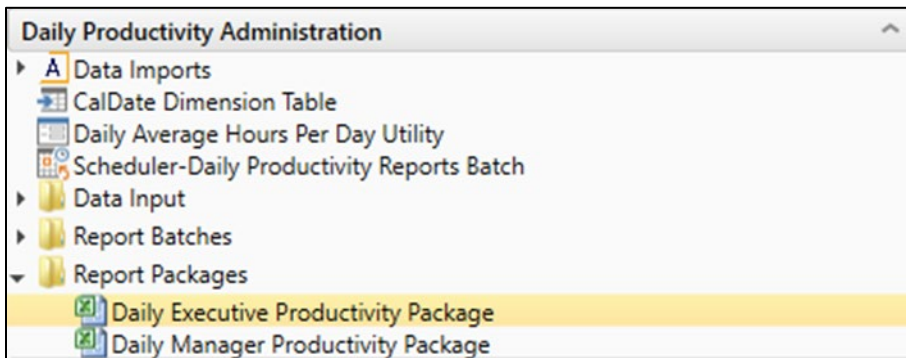 Daily Productivity Administration
A Data Imports
CalDate Dimension Table
Daily Average Hours Per Day Utility
Scheduler-Daily Productivity Reports Batch
Data Input
Report Batches
Report Packages
Daily Executive Productivity Package
Daily Manager Productivity Package